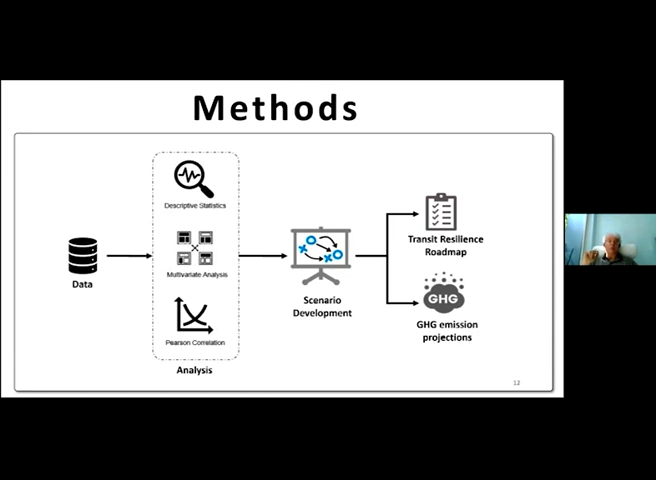 Methods
Data
Descriptive Statistics
Multivariate Analysis
Pearson Correlation
Analysis
Scenario
Development
Transit Resilience
Roadmap
GHG
GHG emission
projections
12